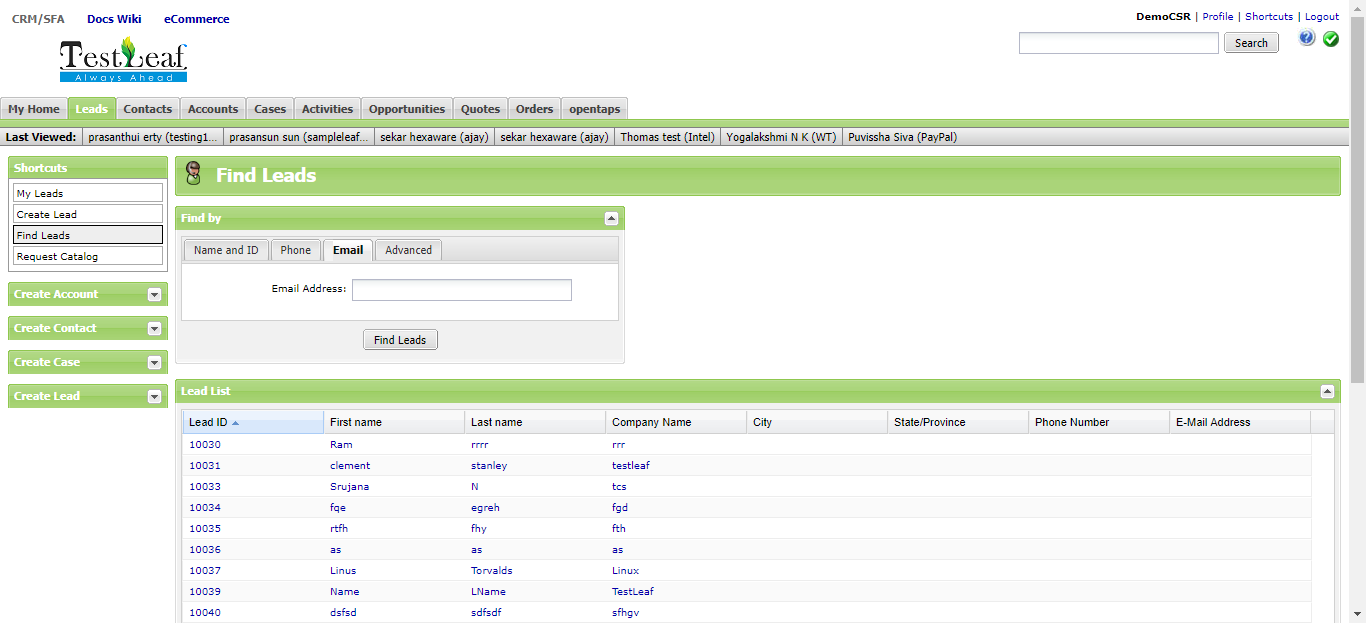 CRM/SFA Docs Wiki eCommerce
DemoCSR | Profile | Shortcuts | Logout
TestLeaf
Always Ahead
Search
My Home Leads Contacts Accounts Cases Activities Opportunities Quotes Orders opentaps
Last Viewed: prasanthui erty (testing1... prasansun sun (sampleleaf... sekar hexaware (ajay) sekar hexaware (ajay) Thomas test (Intel) Yogalakshmi N K (WT) Puvissha Siva (PayPal)
Shortcuts
My Leads
Create Lead
Find Leads
Request Catalog
Create Account
Create Contact
Create Case
Create Lead
Find Leads
Find by
Name and ID Phone Email Advanced
Email Address:
Find Leads
Lead List
Lead ID First name Last name Company Name City State/Province Phone Number E-Mail Address
10030 Ram rrrr rrr
10031 clement stanley testleaf
10033 Srujana N tcs
10034 fqe egreh fgd
10035 rtfh fhy fth
10036 as as as
10037 Linus Torvalds Linux
10039 Name LName TestLeaf
10040 dsfsd sdfsdf sfhgv